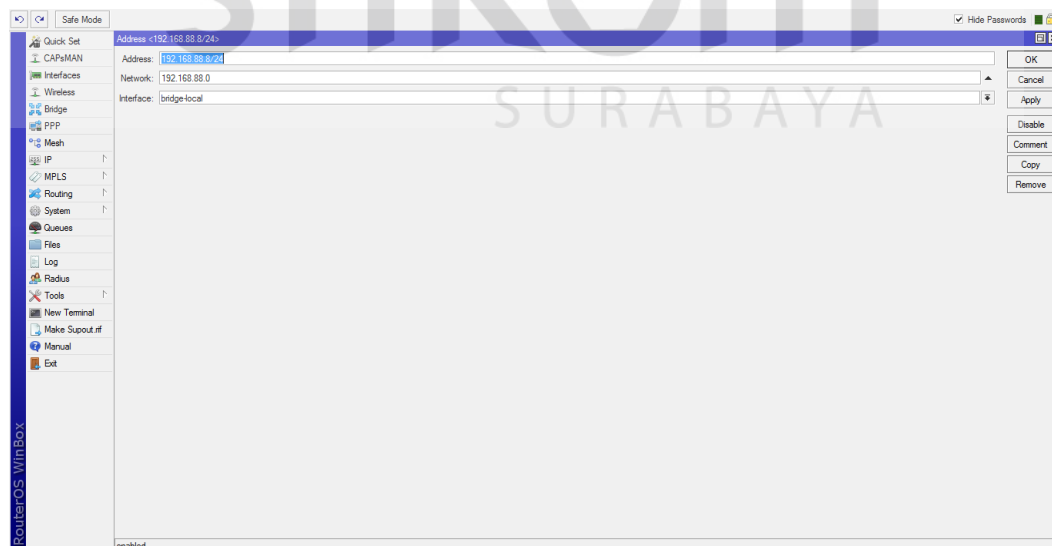 Safe Mode
Hide Passwords
Quick Set
CAPsMAN
Interfaces
Wireless
Bridge
PPP
Mesh
IP
MPLS
Routing
System
Queues
Files
Log
Radius
Tools
New Terminal
Make Supout.rif
Manual
Exit
RouterOS WinBox
Address <192.168.88.8/24>
Address: 192.168.88.8/24
Network: 192.168.88.0
Interface: bridge-local
OK
Cancel
Apply
Disable
Comment
Copy
Remove
enabled
SURABAYA